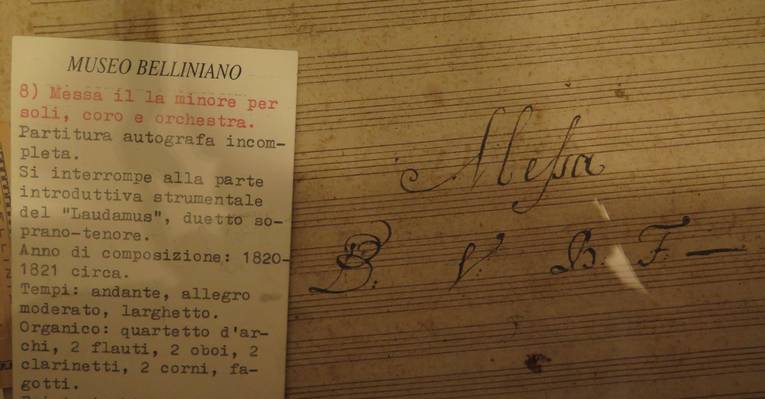 MUSEO BELLINIANO
8) Messa il la minore per
soli, coro e orchestra.
Partitura autografa incom-
pleta.
Si interrompe alla parte
introduttiva strumentale
del "Laudamus", duetto so-
prano-tenore.
Anno di composizione: 1820-
1821 circa.
Tempi: andante, allegro
moderato, larghetto.
Organico: quartetto d'ar-
chi, 2 flauti, 2 oboi, 2
clarinetti, 2 corni, fa-
gotti.
Messa
B. V. B. F.—